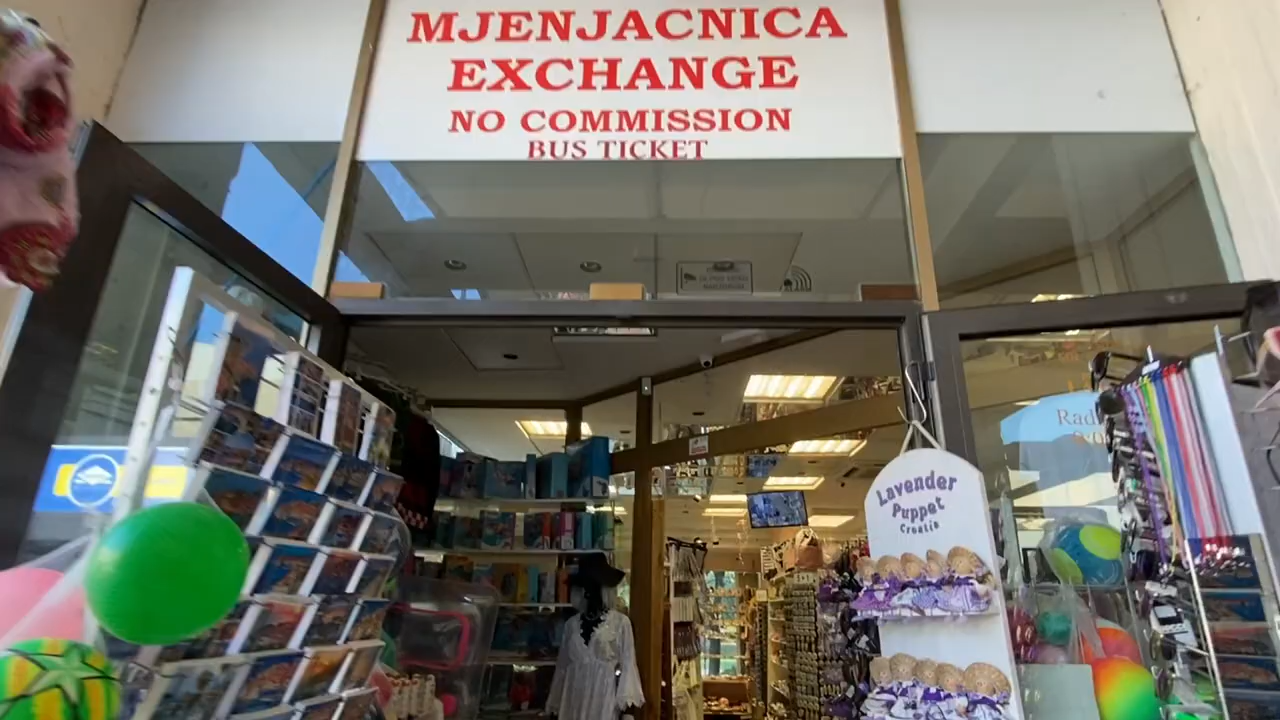 MJENJACNICA
EXCHANGE
NO COMMISSION
BUS TICKET
Lavender
Puppet
Croatia